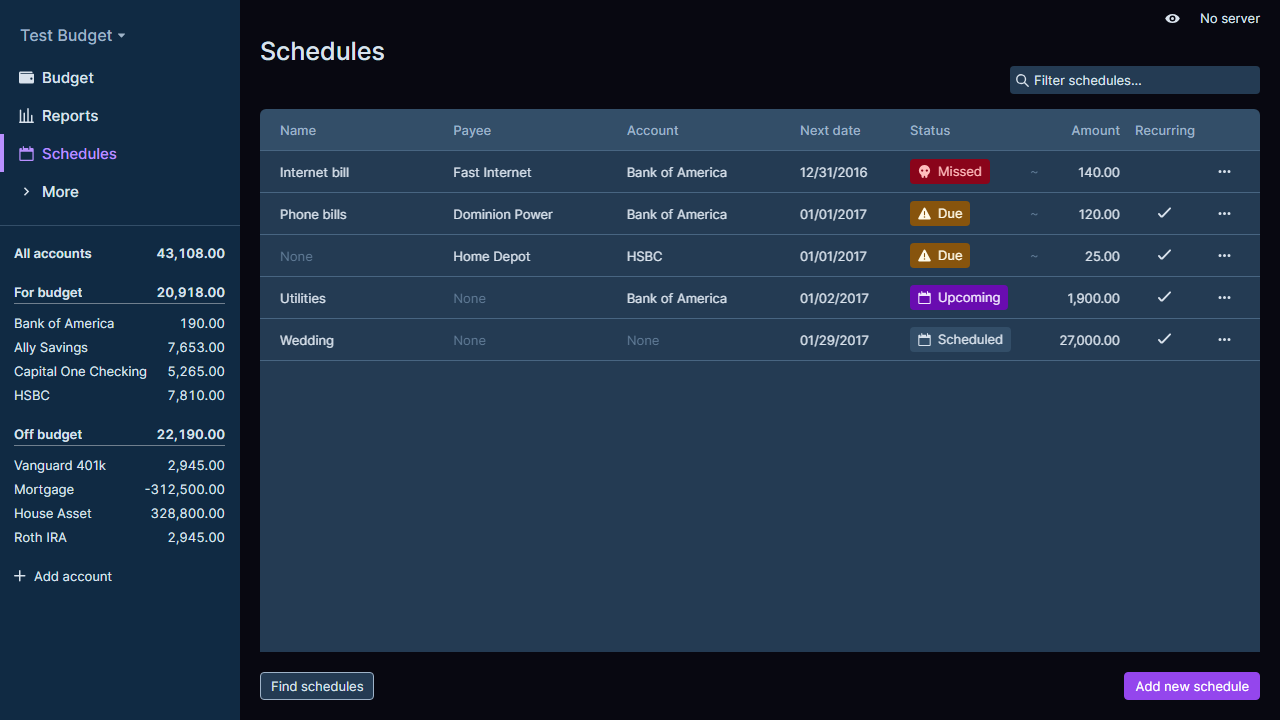 Test Budget
Budget
Reports
Schedules
More
All accounts 43,108.00
For budget 20,918.00
Bank of America 190.00
Ally Savings 7,653.00
Capital One Checking 5,265.00
HSBC 7,810.00
Off budget 22,190.00
Vanguard 401k 2,945.00
Mortgage -312,500.00
House Asset 328,800.00
Roth IRA 2,945.00
Add account
No server
Schedules
Filter schedules...
Name Payee Account Next date Status Amount Recurring
Internet bill Fast Internet Bank of America 12/31/2016 Missed ~ 140.00
Phone bills Dominion Power Bank of America 01/01/2017 Due ~ 120.00
None Home Depot HSBC 01/01/2017 Due ~ 25.00
Utilities None Bank of America 01/02/2017 Upcoming 1,900.00
Wedding None None 01/29/2017 Scheduled 27,000.00
Find schedules
Add new schedule